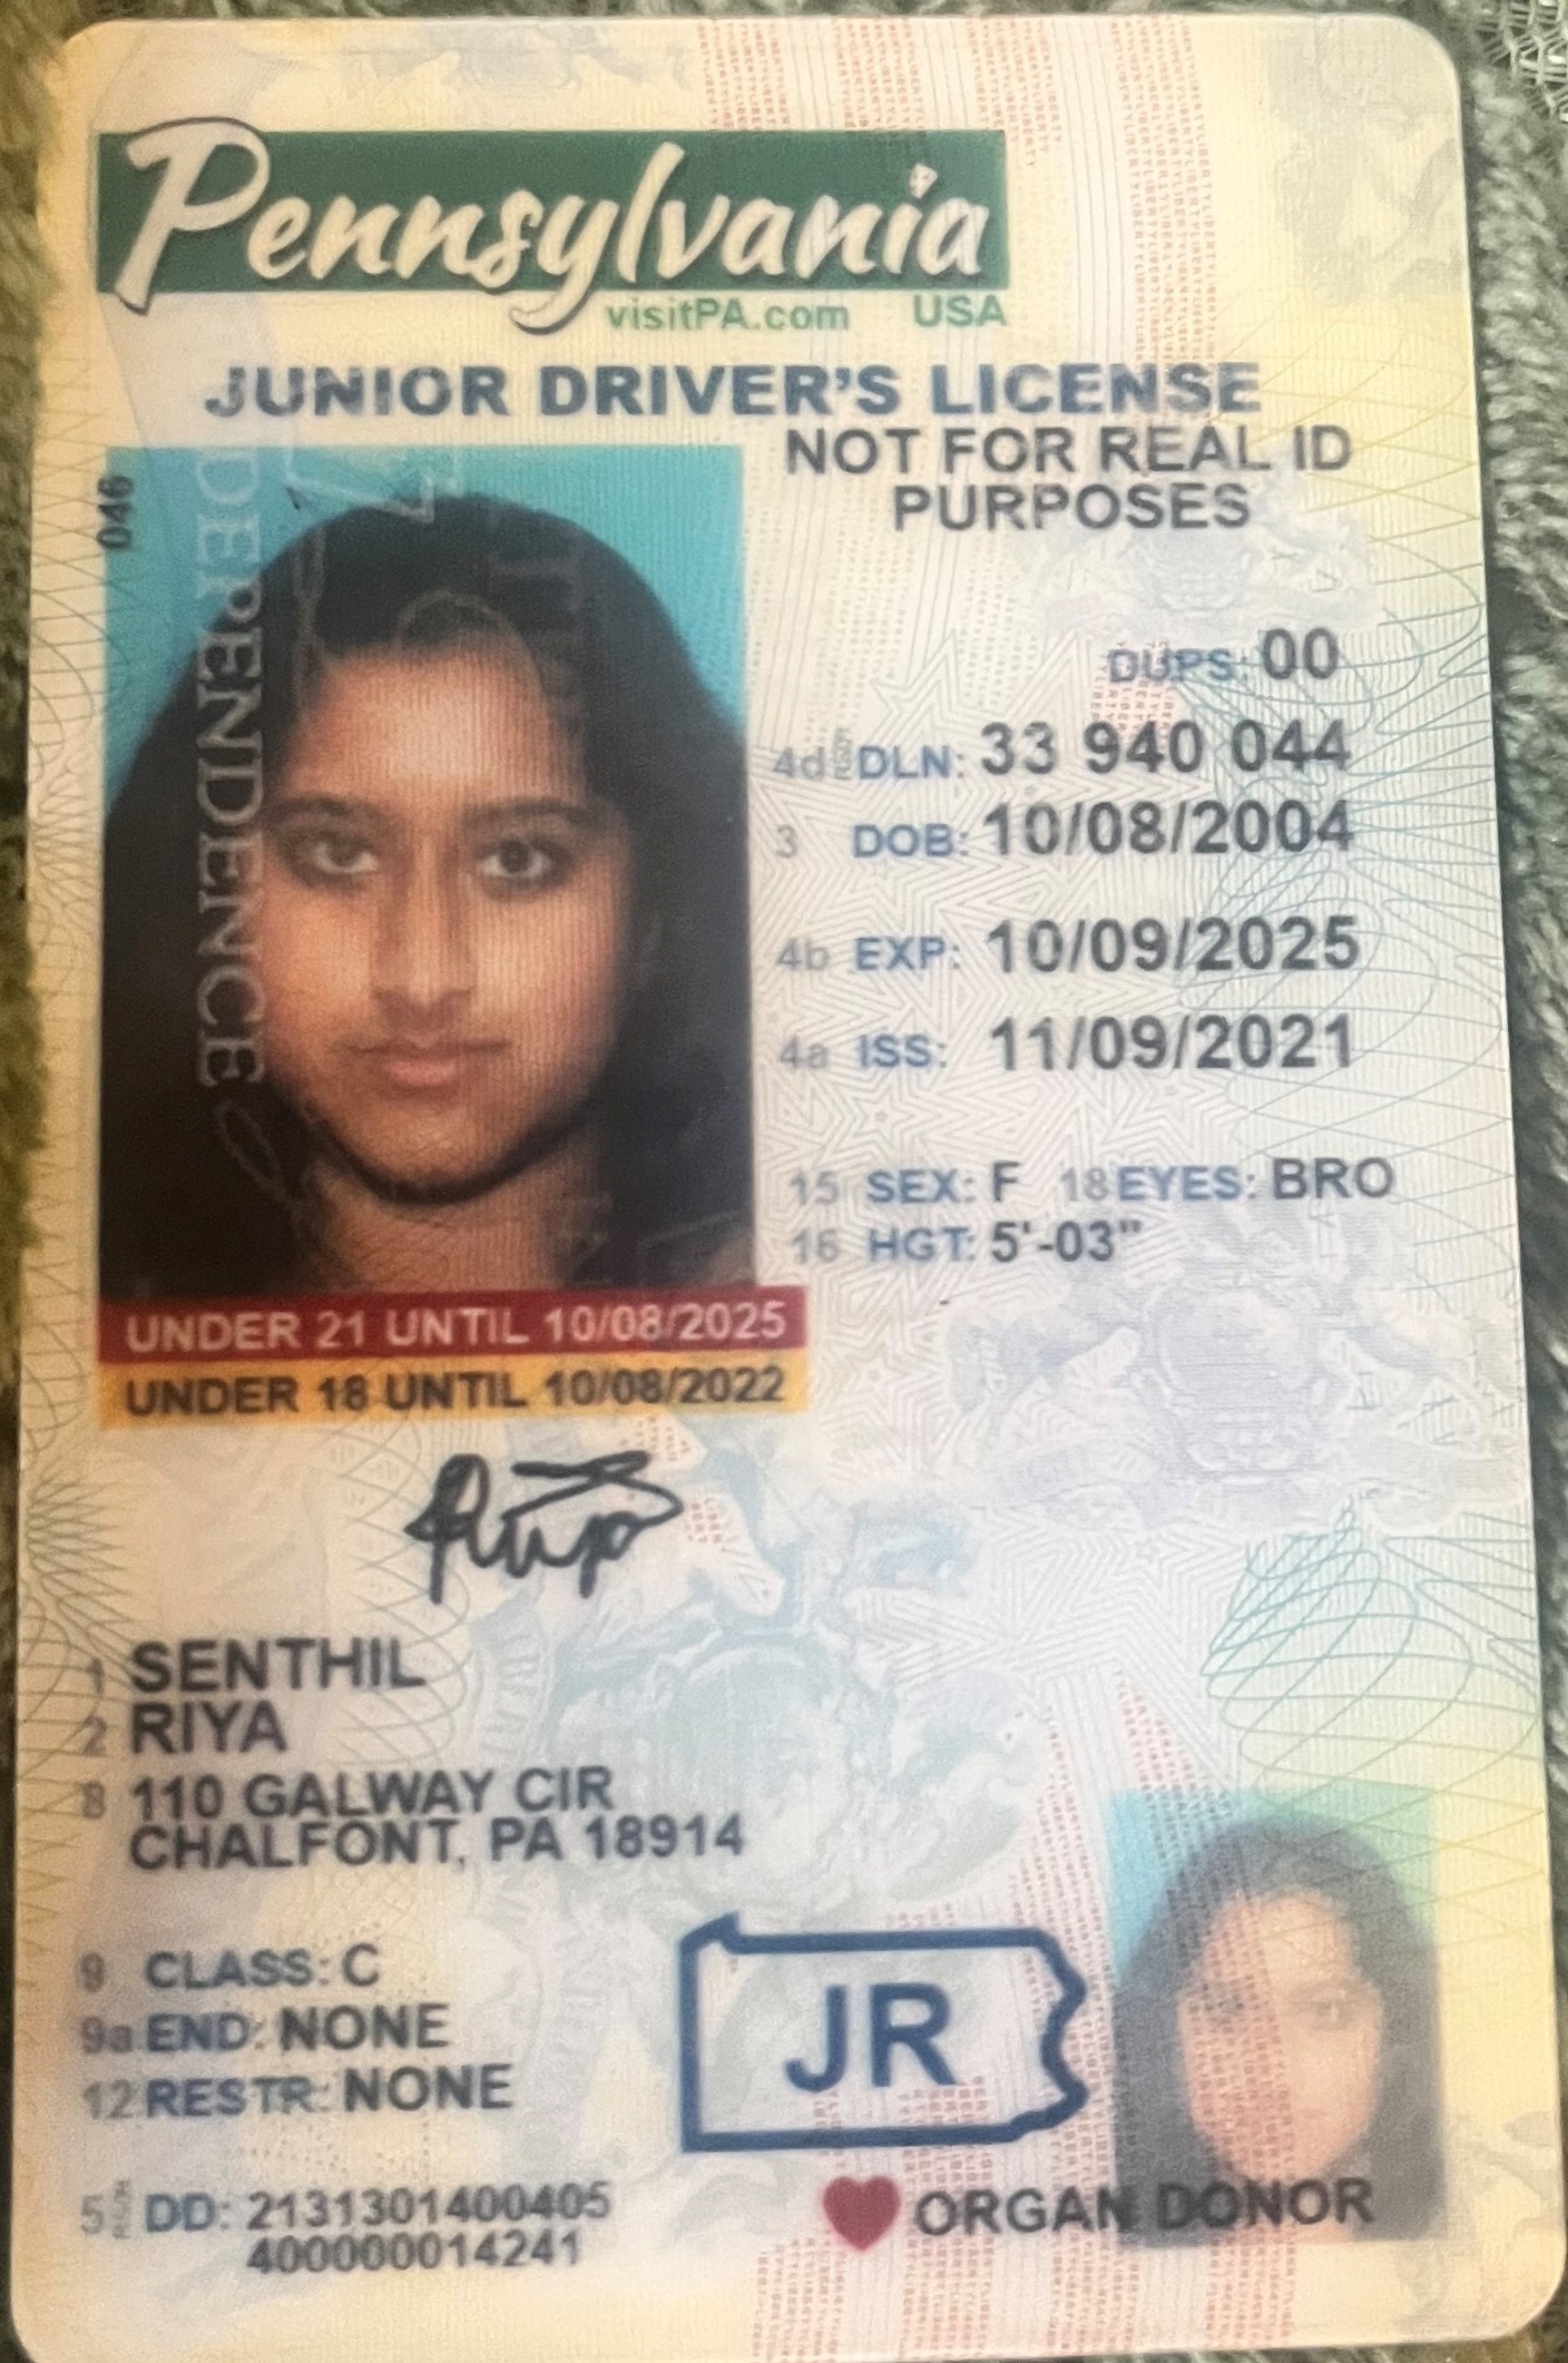 Pennsylvania
visitPA.com USA
JUNIOR DRIVER'S LICENSE
NOT FOR REAL ID
PURPOSES
046
INDEPENDENCE
DUPS: 00
4d DLN: 33 940 044
3 DOB: 10/08/2004
4b EXP: 10/09/2025
4a ISS: 11/09/2021
15 SEX: F 18 EYES: BRO
16 HGT: 5'-03"
UNDER 21 UNTIL 10/08/2025
UNDER 18 UNTIL 10/08/2022
1 SENTHIL
2 RIYA
8 110 GALWAY CIR
CHALFONT, PA 18914
9 CLASS: C
9a END: NONE
12 RESTR: NONE
JR
5 DD: 2131301400405
400000014241
ORGAN DONOR